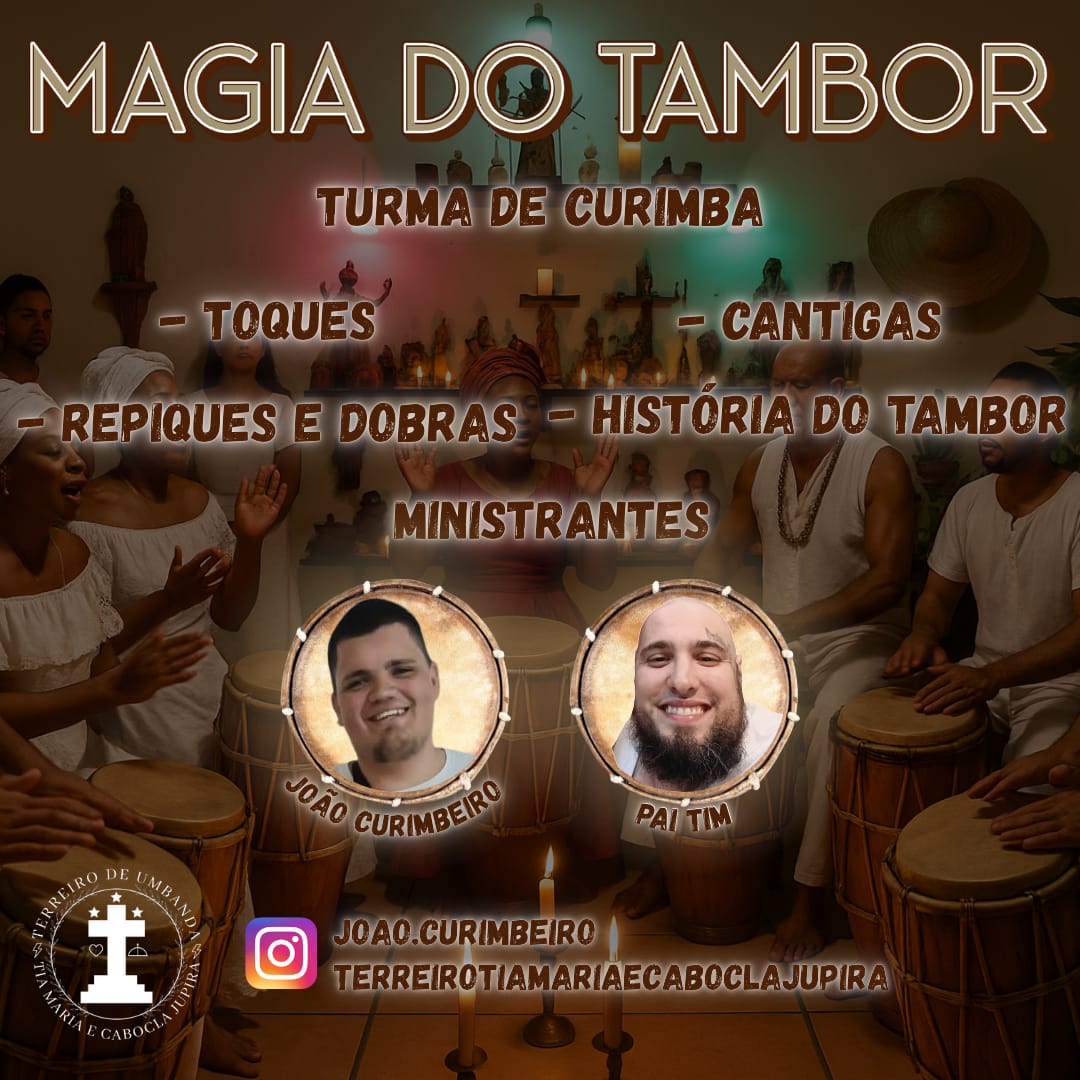 MAGIA DO TAMBOR
TURMA DE CURIMBA
- TOQUES
- CANTIGAS
- REPIQUES E DOBRAS
- HISTÓRIA DO TAMBOR
MINISTRANTES
JOÃO CURIMBEIRO
PAI TIM
TERREIRO DE UMBANDA
TIA MARIA E CABOCLA JUPIRA
JOAO.CURIMBEIRO
TERREIROTIAMARIAECABOCLAJUPIRA